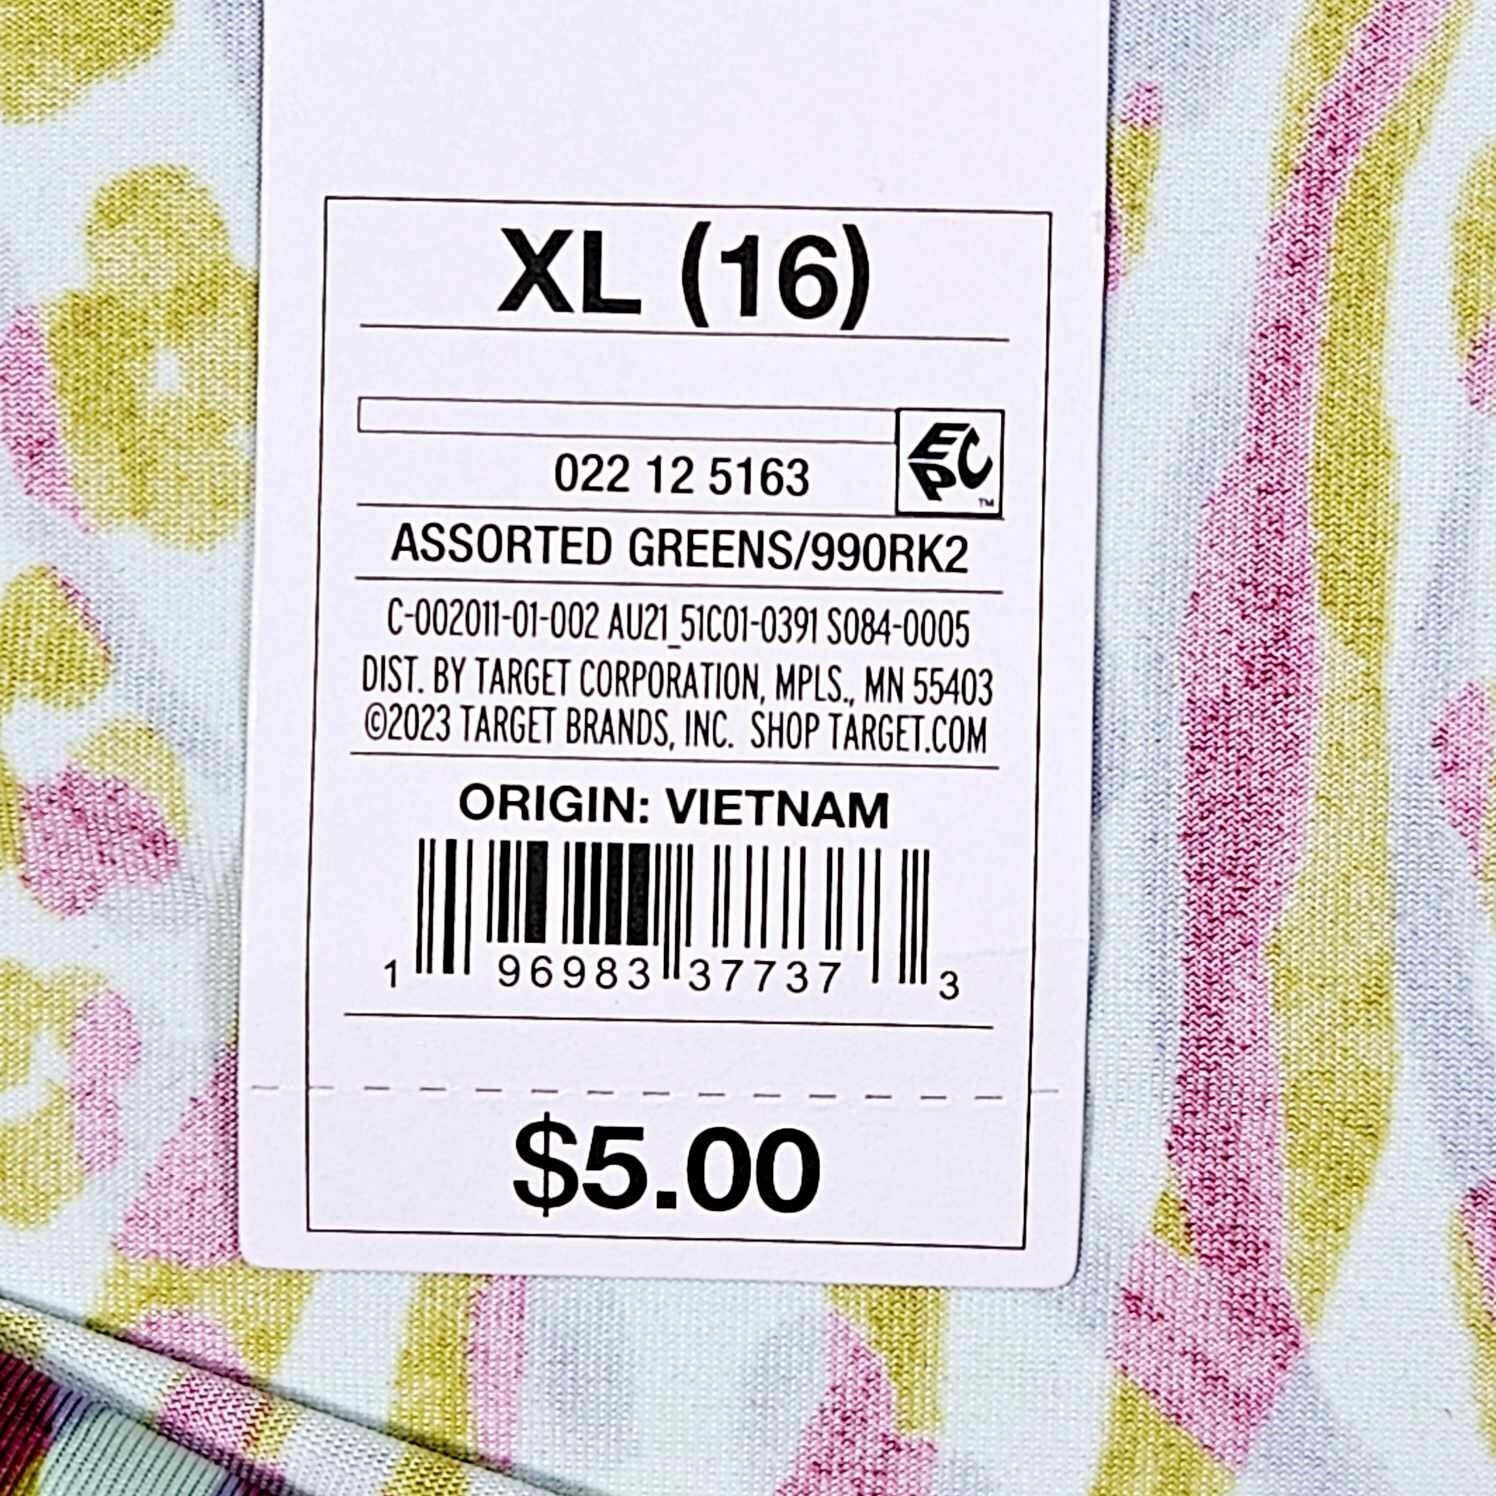 XL (16)
EPC™
022 12 5163
ASSORTED GREENS/990RK2
C-002011-01-002 AU21_51C01-0391 S084-0005
DIST. BY TARGET CORPORATION, MPLS., MN 55403
©2023 TARGET BRANDS, INC. SHOP TARGET.COM
ORIGIN: VIETNAM
1 96983 37737 3
$5.00